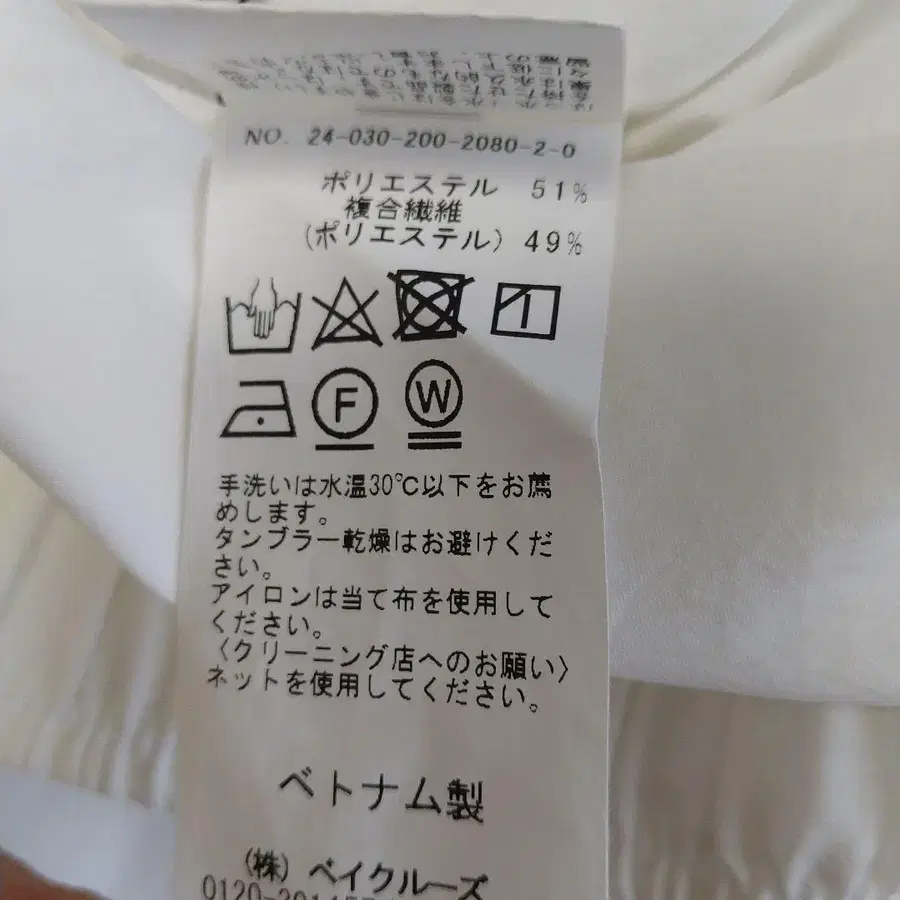 NO. 24-030-200-2080-2-0
ポリエステル 51%
複合繊維
(ポリエステル) 49%
F
W
手洗いは水温30℃以下をお薦
めします。
タンブラー乾燥はお避けくだ
さい。
アイロンは当て布を使用して
ください。
〈クリーニング店へのお願い〉
ネットを使用してください。
ベトナム製
(株) ベイクルーズ